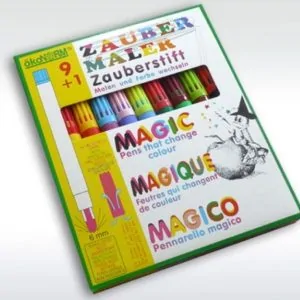 ökoNORM
9
+1
ZAUBER
MALER
Zauberstift
Malen und Farbe wechseln
MAGIC
Pens that change
colour
MAGIQUE
Feutres qui changent
de couleur
MAGICO
Pennarello magico
6 mm